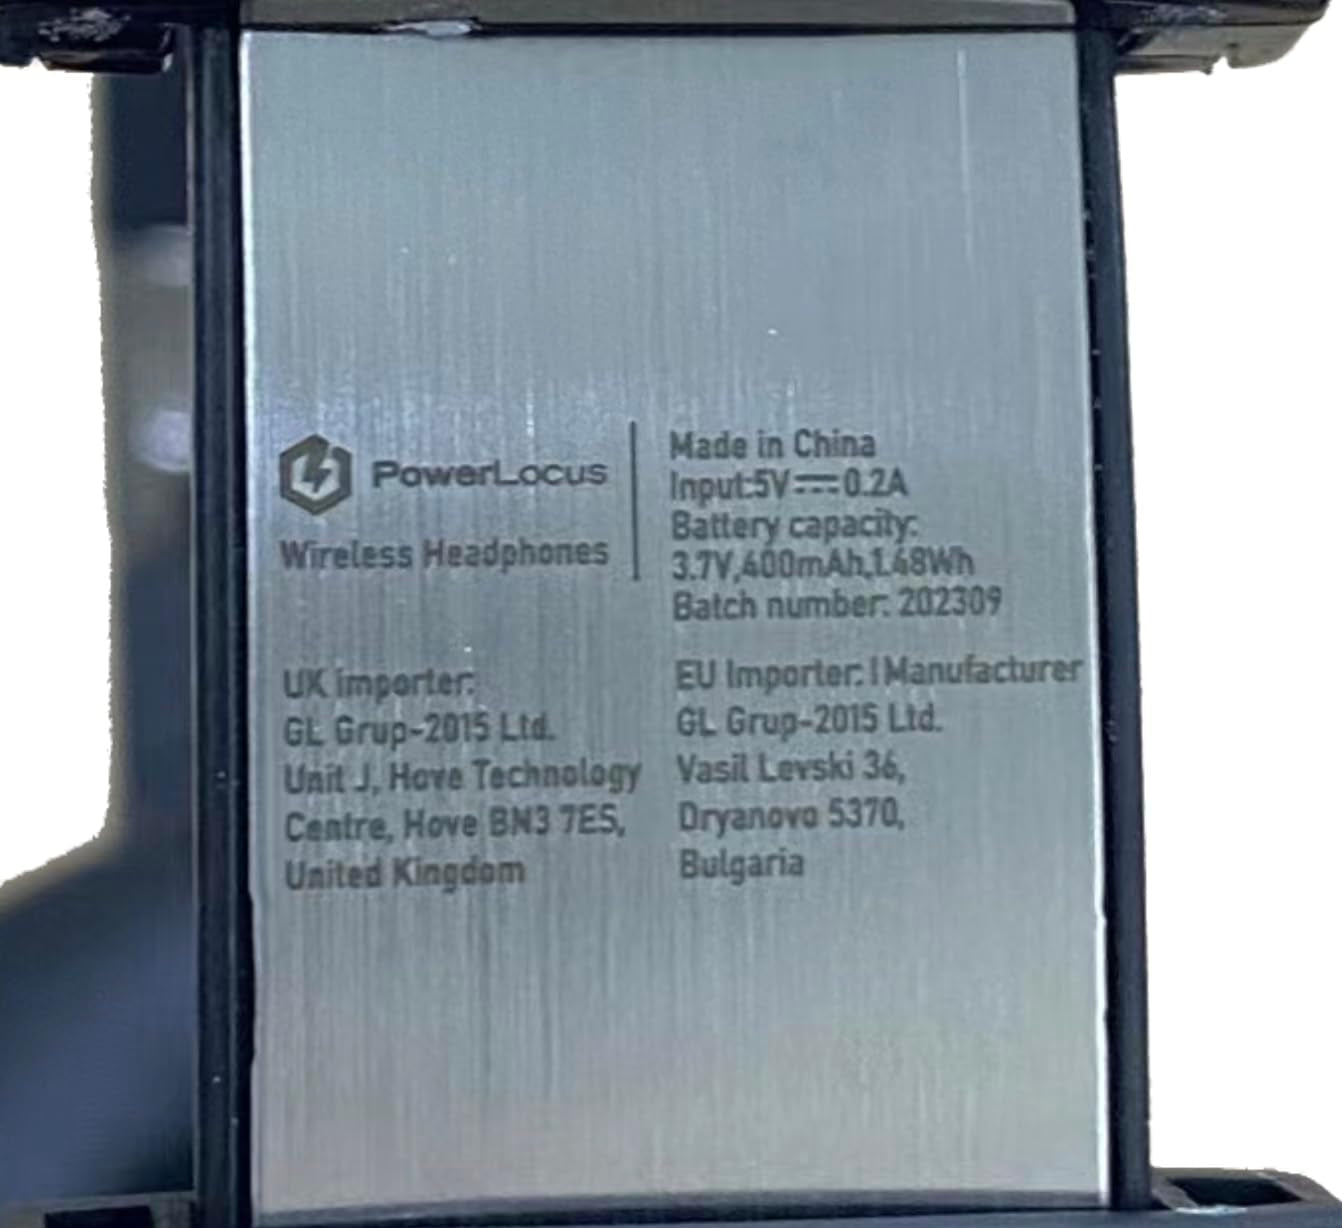 PowerLocus
Wireless Headphones
Made in China
Input:5V⎓0.2A
Battery capacity:
3.7V,400mAh,1.48Wh
Batch number: 202309
UK importer:
GL Grup-2015 Ltd.
Unit J, Hove Technology
Centre, Hove BN3 7ES,
United Kingdom
EU Importer: | Manufacturer
GL Grup-2015 Ltd.
Vasil Levski 36,
Dryanovo 5370,
Bulgaria